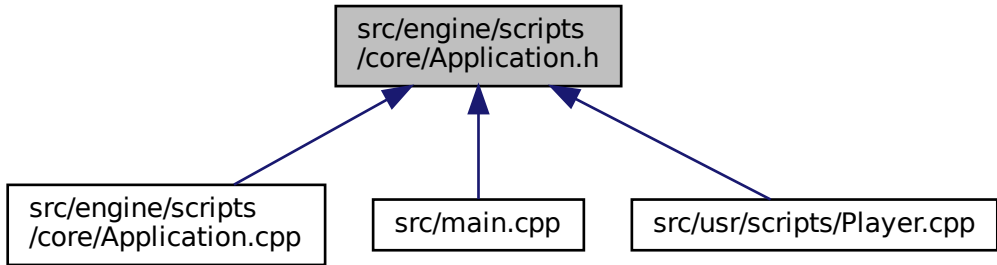 src/engine/scripts
/core/Application.h
src/engine/scripts
/core/Application.cpp
src/main.cpp
src/usr/scripts/Player.cpp